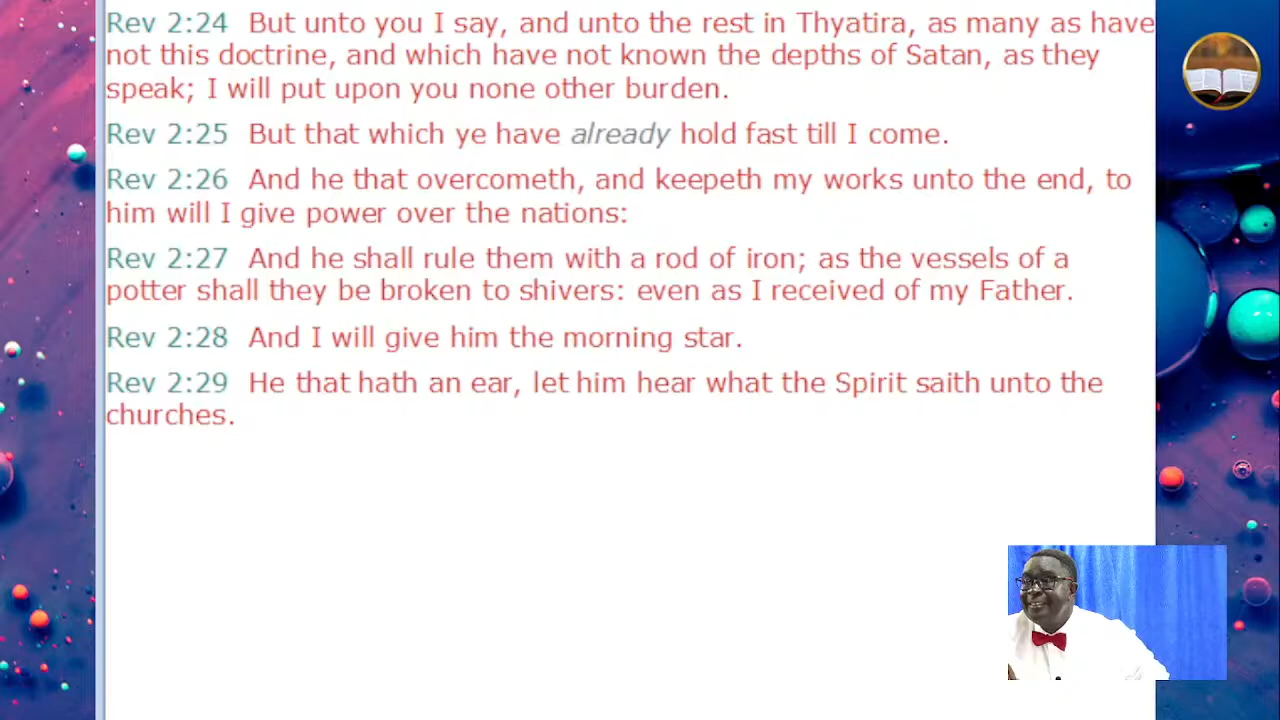 Rev 2:24 But unto you I say, and unto the rest in Thyatira, as many as have
not this doctrine, and which have not known the depths of Satan, as they
speak; I will put upon you none other burden.
Rev 2:25 But that which ye have already hold fast till I come.
Rev 2:26 And he that overcometh, and keepeth my works unto the end, to
him will I give power over the nations:
Rev 2:27 And he shall rule them with a rod of iron; as the vessels of a
potter shall they be broken to shivers: even as I received of my Father.
Rev 2:28 And I will give him the morning star.
Rev 2:29 He that hath an ear, let him hear what the Spirit saith unto the
churches.